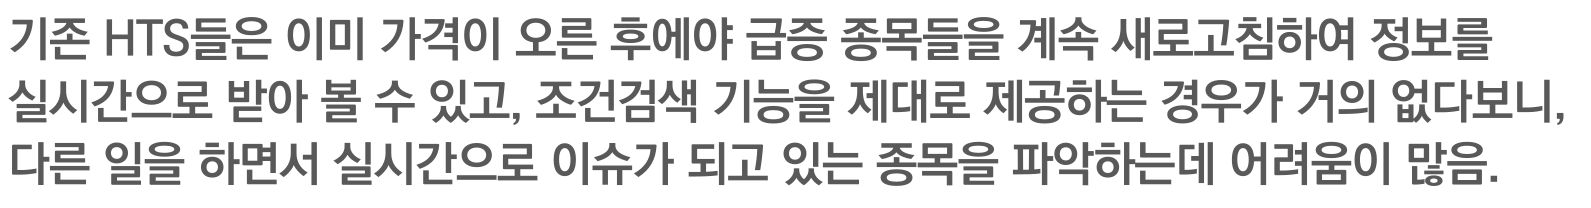 기존 HTS들은 이미 가격이 오른 후에야 급증 종목들을 계속 새로고침하여 정보를
실시간으로 받아 볼 수 있고, 조건검색 기능을 제대로 제공하는 경우가 거의 없다보니,
다른 일을 하면서 실시간으로 이슈가 되고 있는 종목을 파악하는데 어려움이 많음.